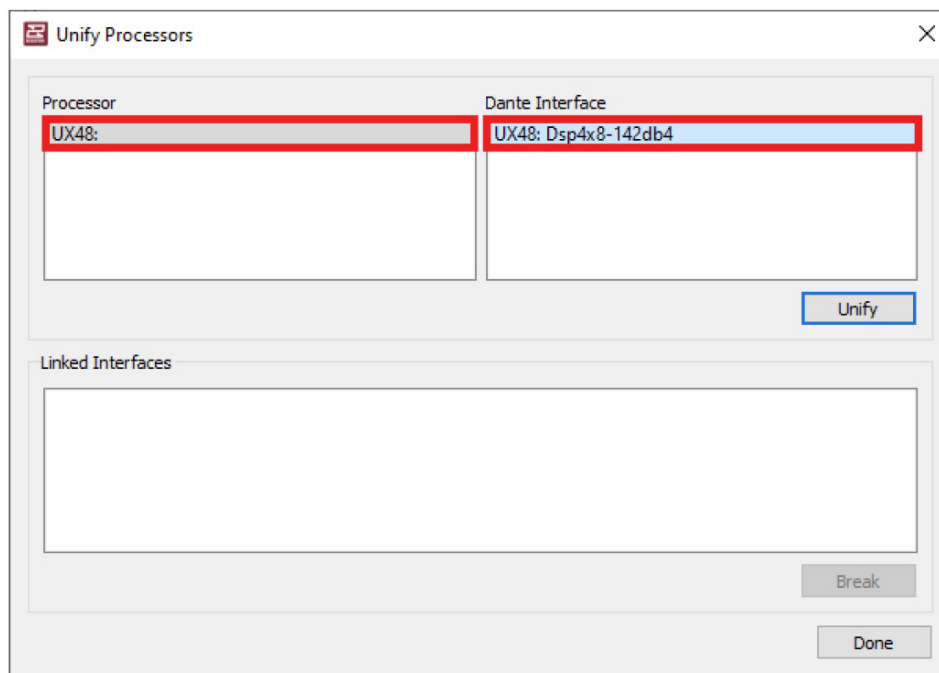 Unify Processors
Processor
Dante Interface
UX48:
UX48: Dsp4x8-142db4
Unify
Linked Interfaces
Break
Done